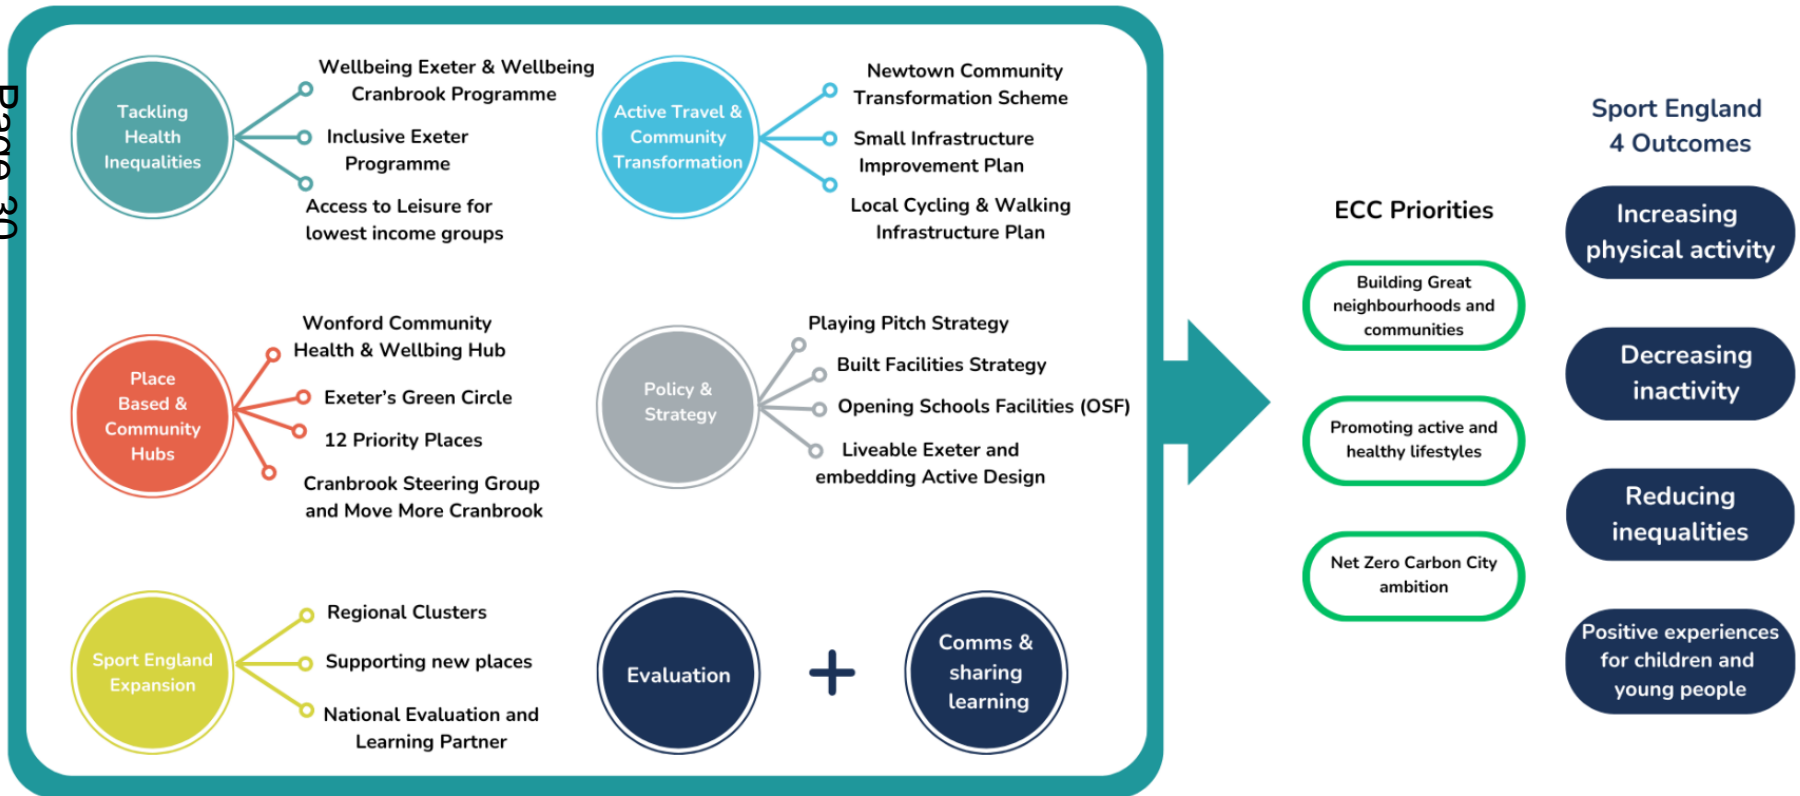 Page 30
Tackling
Health
Inequalities
Wellbeing Exeter & Wellbeing
Cranbrook Programme
Inclusive Exeter
Programme
Access to Leisure for
lowest income groups
Active Travel &
Community
Transformation
Newtown Community
Transformation Scheme
Small Infrastructure
Improvement Plan
Local Cycling & Walking
Infrastructure Plan
Place
Based &
Community
Hubs
Wonford Community
Health & Wellbing Hub
Exeter's Green Circle
12 Priority Places
Cranbrook Steering Group
and Move More Cranbrook
Policy &
Strategy
Playing Pitch Strategy
Built Facilities Strategy
Opening Schools Facilities (OSF)
Liveable Exeter and
embedding Active Design
Sport England
Expansion
Regional Clusters
Supporting new places
National Evaluation and
Learning Partner
Evaluation
+
Comms &
sharing
learning
ECC Priorities
Building Great
neighbourhoods and
communities
Promoting active and
healthy lifestyles
Net Zero Carbon City
ambition
Sport England
4 Outcomes
Increasing
physical activity
Decreasing
inactivity
Reducing
inequalities
Positive experiences
for children and
young people